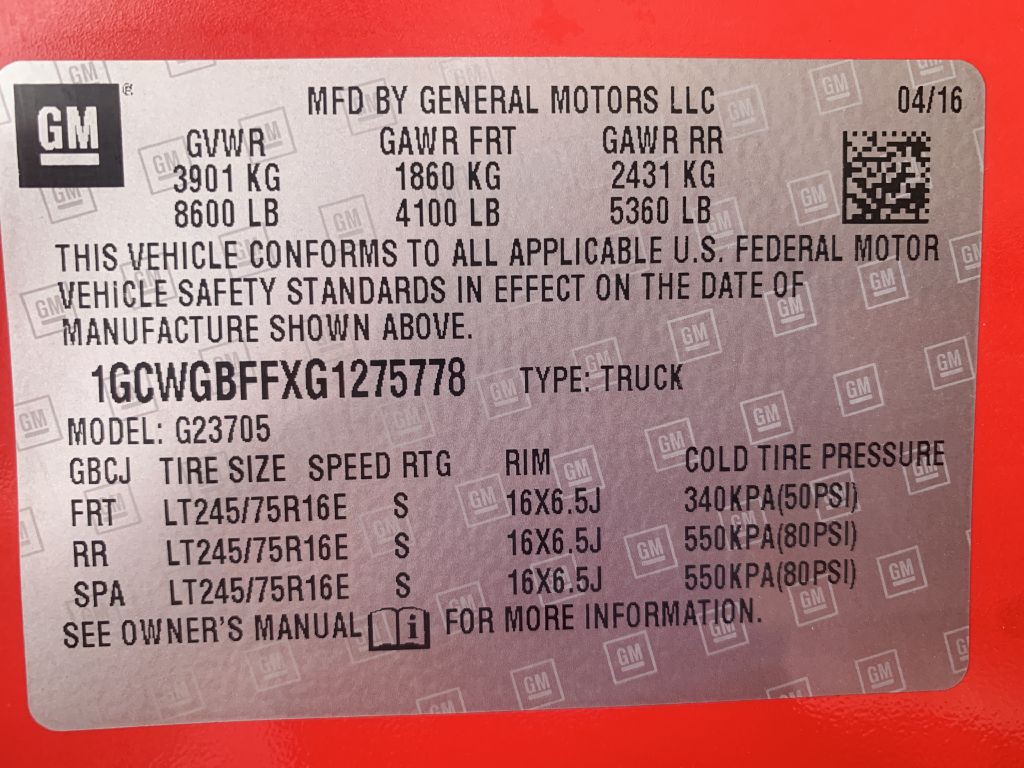 GM®
MFD BY GENERAL MOTORS LLC 04/16
GVWR GAWR FRT GAWR RR
3901 KG 1860 KG 2431 KG
8600 LB 4100 LB 5360 LB
THIS VEHICLE CONFORMS TO ALL APPLICABLE U.S. FEDERAL MOTOR
VEHICLE SAFETY STANDARDS IN EFFECT ON THE DATE OF
MANUFACTURE SHOWN ABOVE.
1GCWGBFFXG1275778 TYPE: TRUCK
MODEL: G23705
GBCJ TIRE SIZE SPEED RTG RIM COLD TIRE PRESSURE
FRT LT245/75R16E S 16X6.5J 340KPA(50PSI)
RR LT245/75R16E S 16X6.5J 550KPA(80PSI)
SPA LT245/75R16E S 16X6.5J 550KPA(80PSI)
SEE OWNER'S MANUAL i FOR MORE INFORMATION.